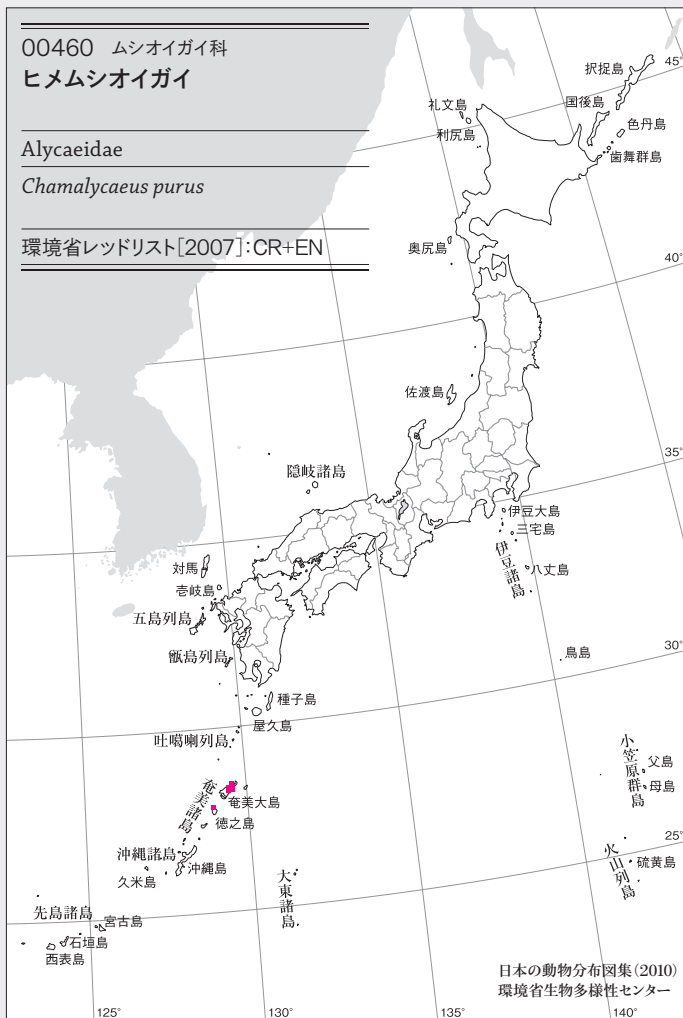 00460 ムシオイガイ科
ヒメムシオイガイ
Alycaeidae
Chamalycaeus purus
環境省レッドリスト[2007]:CR+EN
択捉島
45°
国後島
礼文島
色丹島
利尻島
歯舞群島
奥尻島
40°
佐渡島
35°
隠岐諸島
伊豆大島
三宅島
伊豆諸島
八丈島
対馬
壱岐島
五島列島
甑島列島
鳥島
30°
種子島
屋久島
吐噶喇列島
小笠原群島
父島
母島
奄美諸島
奄美大島
徳之島
25°
沖縄諸島
沖縄島
久米島
火山列島
硫黄島
大東諸島
先島諸島
宮古島
石垣島
西表島
日本の動物分布図集(2010)
環境省生物多様性センター
125°
130°
135°
140°